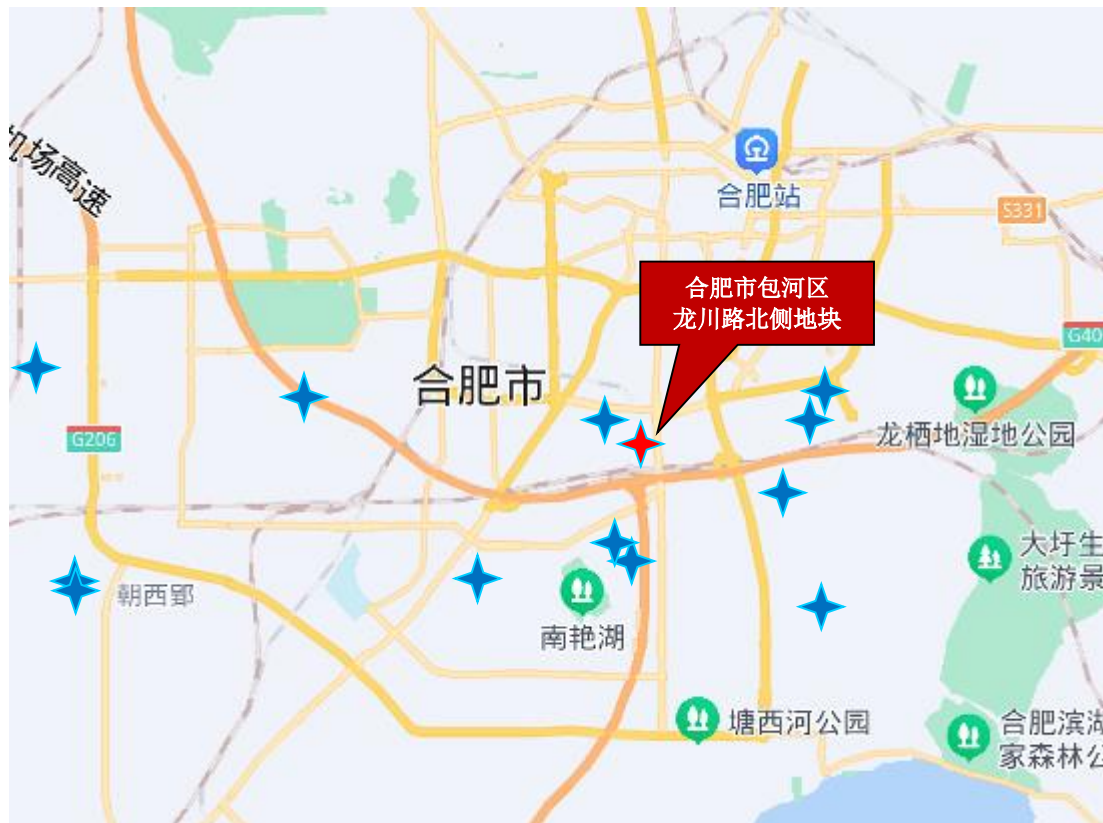 机场高速
合肥站
S331
合肥市包河区
龙川路北侧地块
G40
合肥市
龙栖地湿地公园
G206
大圩生
旅游景
朝西郢
南艳湖
塘西河公园
合肥滨湖
家森林公